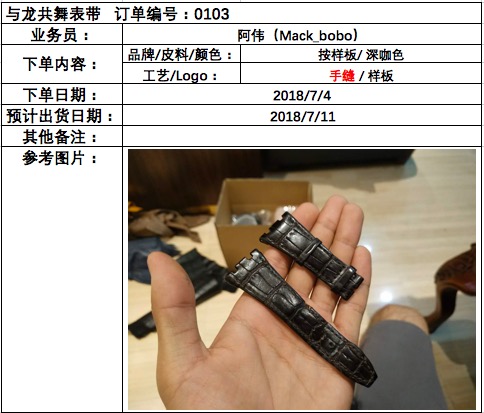 与龙共舞表带 订单编号：0103
业务员： 阿伟（Mack_bobo）
下单内容： 品牌/皮料/颜色： 按样板/ 深咖色
工艺/Logo： 手缝 / 样板
下单日期： 2018/7/4
预计出货日期： 2018/7/11
其他备注：
参考图片：